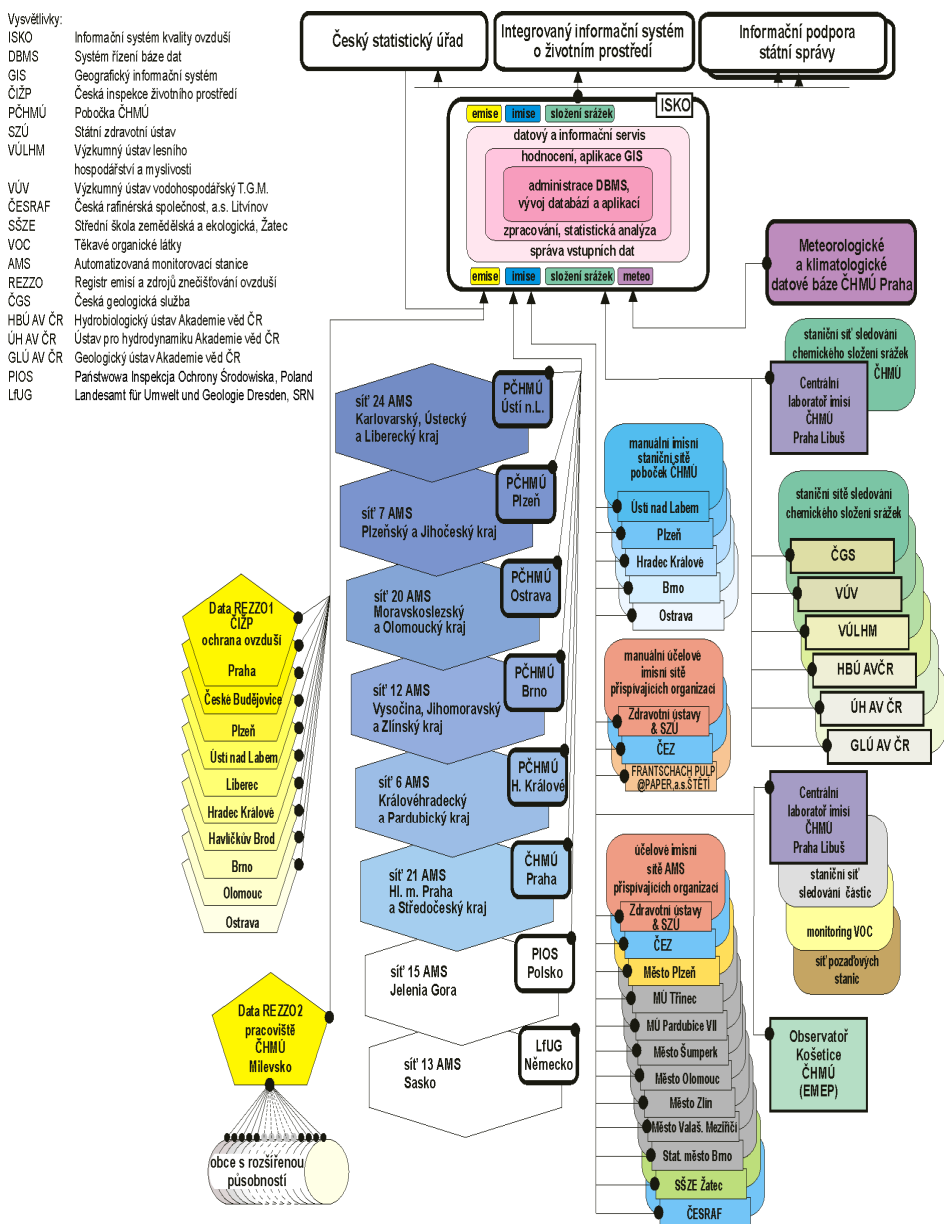 Vysvětlivky:
ISKO Informační systém kvality ovzduší
DBMS Systém řízení báze dat
GIS Geografický informační systém
ČIŽP Česká inspekce životního prostředí
PČHMÚ Pobočka ČHMÚ
SZÚ Státní zdravotní ústav
VÚLHM Výzkumný ústav lesního
hospodářství a myslivosti
VÚV Výzkumný ústav vodohospodářský T.G.M.
ČESRAF Česká rafinérská společnost, a.s. Litvínov
SŠZE Střední škola zemědělská a ekologická, Žatec
VOC Těkavé organické látky
AMS Automatizovaná monitorovací stanice
REZZO Registr emisí a zdrojů znečišťování ovzduší
ČGS Česká geologická služba
HBÚ AV ČR Hydrobiologický ústav Akademie věd ČR
ÚH AV ČR Ústav pro hydrodynamiku Akademie věd ČR
GLÚ AV ČR Geologický ústav Akademie věd ČR
PIOS Państwowa Inspekcja Ochrony Środowiska, Poland
LfUG Landesamt für Umwelt und Geologie Dresden, SRN
Český statistický úřad
Integrovaný informační systém
o životním prostředí
Informační podpora
státní správy
ISKO
emise imise složení srážek
datový a informační servis
hodnocení, aplikace GIS
administrace DBMS,
vývoj databází a aplikací
zpracování, statistická analýza
správa vstupních dat
emise imise složení srážek meteo
Meteorologické
a klimatologické
datové báze ČHMÚ Praha
staniční síť sledování
chemického složení srážek
ČHMÚ
Centrální
laboratoř imisí
ČHMÚ
Praha Libuš
síť 24 AMS
Karlovarský, Ústecký
a Liberecký kraj
PČHMÚ
Ústí n.L.
síť 7 AMS
Plzeňský a Jihočeský kraj
PČHMÚ
Plzeň
síť 20 AMS
Moravskoslezský
a Olomoucký kraj
PČHMÚ
Ostrava
síť 12 AMS
Vysočina, Jihomoravský
a Zlínský kraj
PČHMÚ
Brno
síť 6 AMS
Královéhradecký
a Pardubický kraj
PČHMÚ
H. Králové
síť 21 AMS
Hl. m. Praha
a Středočeský kraj
ČHMÚ
Praha
síť 15 AMS
Jelenia Gora
PIOS
Polsko
síť 13 AMS
Sasko
LfUG
Německo
manuální imisní
staniční sítě
poboček ČHMÚ
Ústí nad Labem
Plzeň
Hradec Králové
Brno
Ostrava
manuální účelové
imisní sítě
přispívajících organizací
Zdravotní ústavy
& SZÚ
ČEZ
FRANTSCHACH PULP
@PAPER,a.s.ŠTĚTÍ
účelové imisní
sítě AMS
přispívajících organizací
Zdravotní ústavy
& SZÚ
ČEZ
Město Plzeň
MÚ Třinec
MÚ Pardubice VII
Město Šumperk
Město Olomouc
Město Zlín
Město Valaš. Meziříčí
Stat. město Brno
SŠZE Žatec
ČESRAF
staniční sítě sledování
chemického složení srážek
ČGS
VÚV
VÚLHM
HBÚ AVČR
ÚH AV ČR
GLÚ AV ČR
Centrální
laboratoř imisí
ČHMÚ
Praha Libuš
staniční síť
sledování částic
monitoring VOC
síť pozaďových
stanic
Observatoř
Košetice
ČHMÚ
(EMEP)
Data REZZO1
ČIŽP
ochrana ovzduší
Praha
České Budějovice
Plzeň
Ústí nad Labem
Liberec
Hradec Králové
Havlíčkův Brod
Brno
Olomouc
Ostrava
Data REZZO2
pracoviště
ČHMÚ
Milevsko
obce s rozšířenou
působností